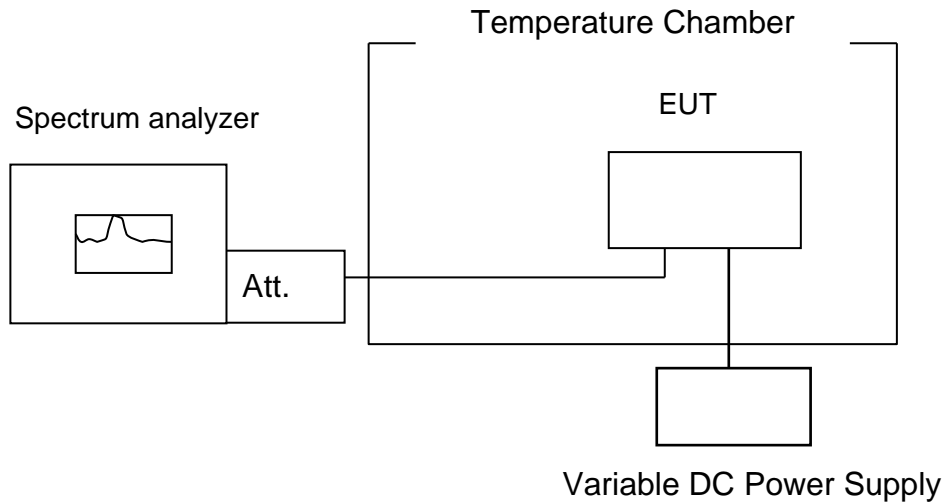 Temperature Chamber
EUT
Spectrum analyzer
Att.
Variable DC Power Supply